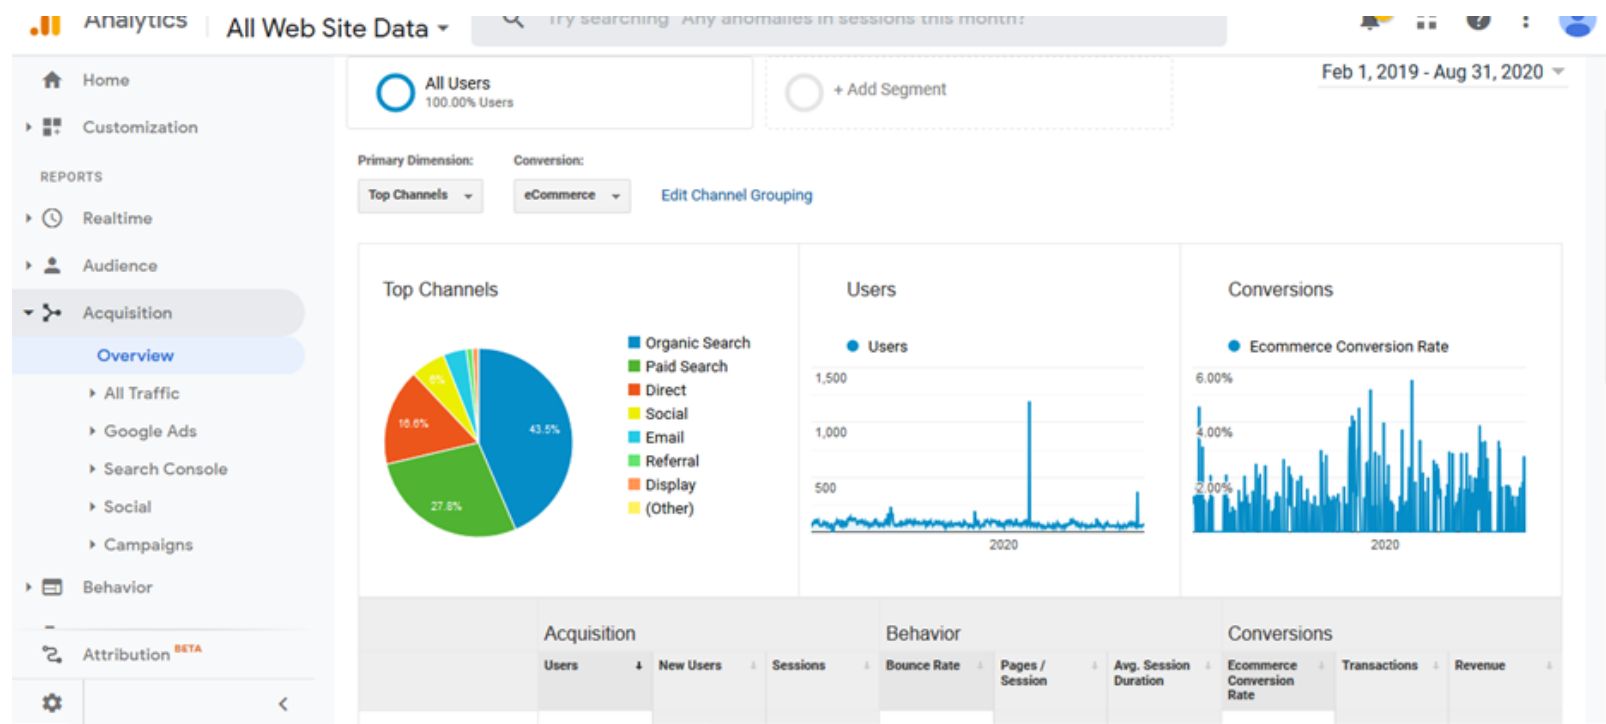 Analytics
All Web Site Data
Try searching "Any anomalies in sessions this month?"
Home
Customization
REPORTS
Realtime
Audience
Acquisition
Overview
All Traffic
Google Ads
Search Console
Social
Campaigns
Behavior
Attribution BETA
All Users
100.00% Users
+ Add Segment
Feb 1, 2019 - Aug 31, 2020
Primary Dimension:
Conversion:
Top Channels
eCommerce
Edit Channel Grouping
Top Channels
6%
16.6%
43.5%
27.8%
Organic Search
Paid Search
Direct
Social
Email
Referral
Display
(Other)
Users
Users
1,500
1,000
500
2020
Conversions
Ecommerce Conversion Rate
6.00%
4.00%
2.00%
2020
Acquisition
Behavior
Conversions
Users
New Users
Sessions
Bounce Rate
Pages /
Session
Avg. Session
Duration
Ecommerce
Conversion
Rate
Transactions
Revenue